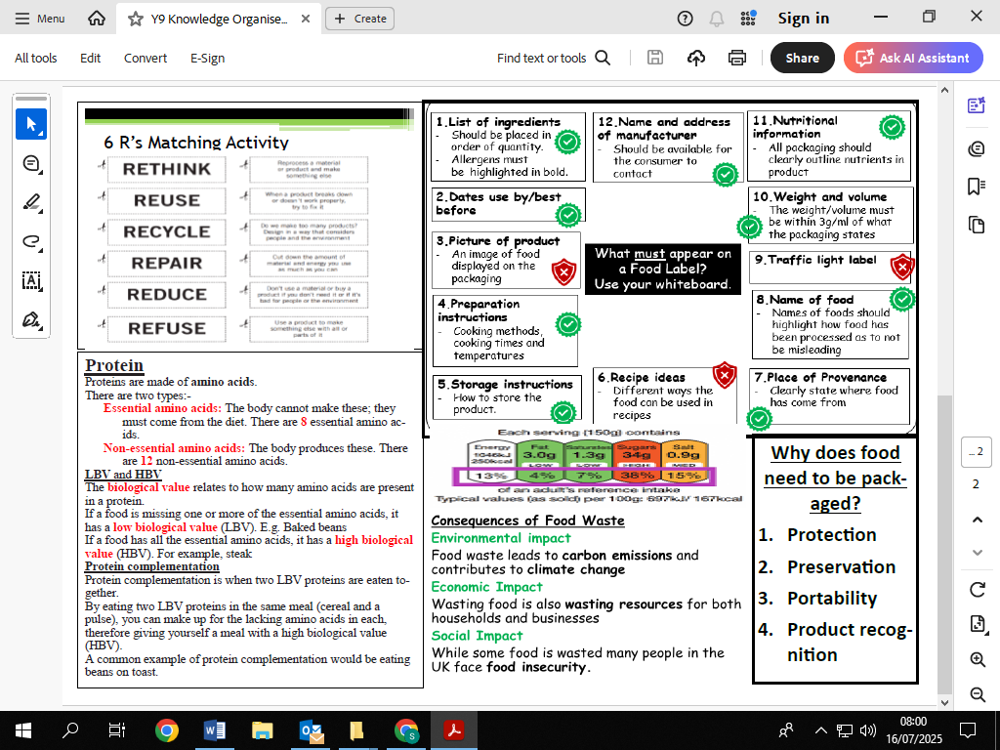 Menu
Y9 Knowledge Organise...
Create
Sign in
All tools
Edit
Convert
E-Sign
Find text or tools
Share
Ask AI Assistant
6 R's Matching Activity
RETHINK
Reprocess a material
or product and make
something else
REUSE
When a product breaks down
or doesn't work properly,
try to fix it
RECYCLE
Do we make too many products?
Design in a way that considers
people and the environment
REPAIR
Cut down the amount of
material and energy you use
as much as you can
REDUCE
Don't use a material or buy a
product if you don't need it or if it's
bad for people or the environment
REFUSE
Use a product to make
something else with all or
parts of it
Protein
Proteins are made of amino acids.
There are two types:-
Essential amino acids: The body cannot make these; they
must come from the diet. There are 8 essential amino ac-
ids.
Non-essential amino acids: The body produces these. There
are 12 non-essential amino acids.
LBV and HBV
The biological value relates to how many amino acids are present
in a protein.
If a food is missing one or more of the essential amino acids, it
has a low biological value (LBV). E.g. Baked beans
If a food has all the essential amino acids, it has a high biological
value (HBV). For example, steak
Protein complementation
Protein complementation is when two LBV proteins are eaten to-
gether.
By eating two LBV proteins in the same meal (cereal and a
pulse), you can make up for the lacking amino acids in each,
therefore giving yourself a meal with a high biological value
(HBV).
A common example of protein complementation would be eating
beans on toast.
1.List of ingredients
- Should be placed in
order of quantity.
- Allergens must
be highlighted in bold.
12.Name and address
of manufacturer
- Should be available for
the consumer to
contact
11.Nutritional
information
- All packaging should
clearly outline nutrients in
product
2.Dates use by/best
before
10.Weight and volume
- The weight/volume must
be within 3g/ml of what
the packaging states
3.Picture of product
- An image of food
displayed on the
packaging
What must appear on
a Food Label?
Use your whiteboard.
9.Traffic light label
4.Preparation
instructions
- Cooking methods,
cooking times and
temperatures
8.Name of food
- Names of foods should
highlight how food has
been processed as to not
be misleading
5.Storage instructions
- How to store the
product.
6.Recipe ideas
- Different ways the
food can be used in
recipes
7.Place of Provenance
- Clearly state where food
has come from
Each serving (150g) contains
Energy
1046kJ
250kcal
13%
Fat
3.0g
LOW
4%
Saturates
1.3g
LOW
7%
Sugars
34g
HIGH
38%
Salt
0.9g
MED
15%
of an adult's reference intake
Typical values (as sold) per 100g: 697kJ/ 167kcal
Consequences of Food Waste
Environmental impact
Food waste leads to carbon emissions and
contributes to climate change
Economic Impact
Wasting food is also wasting resources for both
households and businesses
Social Impact
While some food is wasted many people in the
UK face food insecurity.
Why does food
need to be pack-
aged?
1. Protection
2. Preservation
3. Portability
4. Product recog-
nition
... 2
2
08:00
16/07/2025